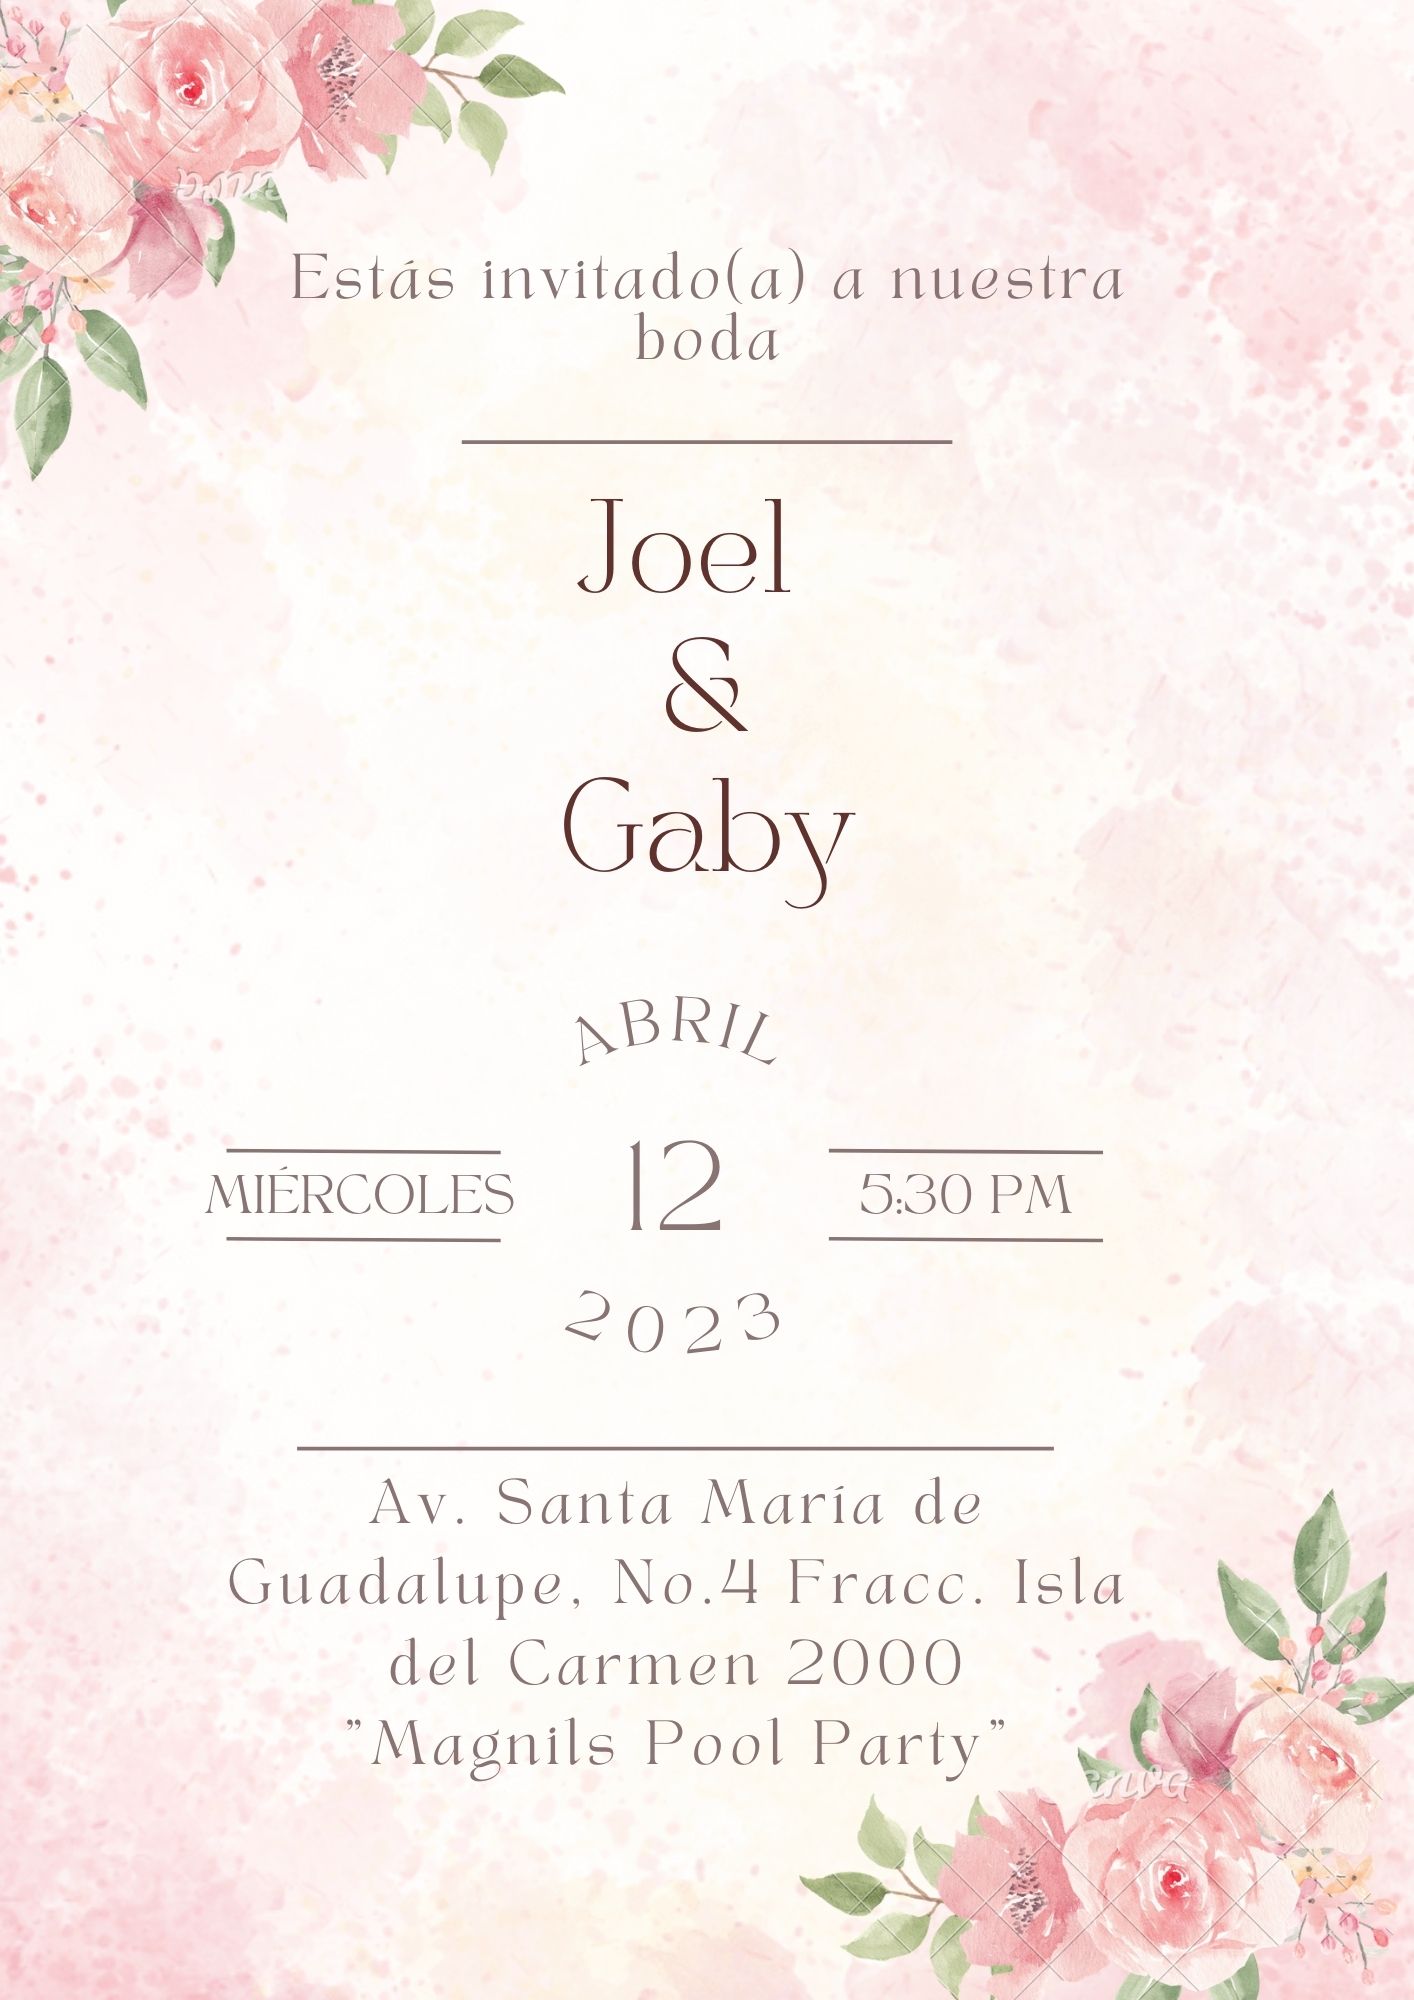 Estás invitado(a) a nuestra
boda
Joel
&
Gaby
ABRIL
MIÉRCOLES 12 5:30 PM
2023
Av. Santa María de
Guadalupe, No.4 Fracc. Isla
del Carmen 2000
"Magnils Pool Party"